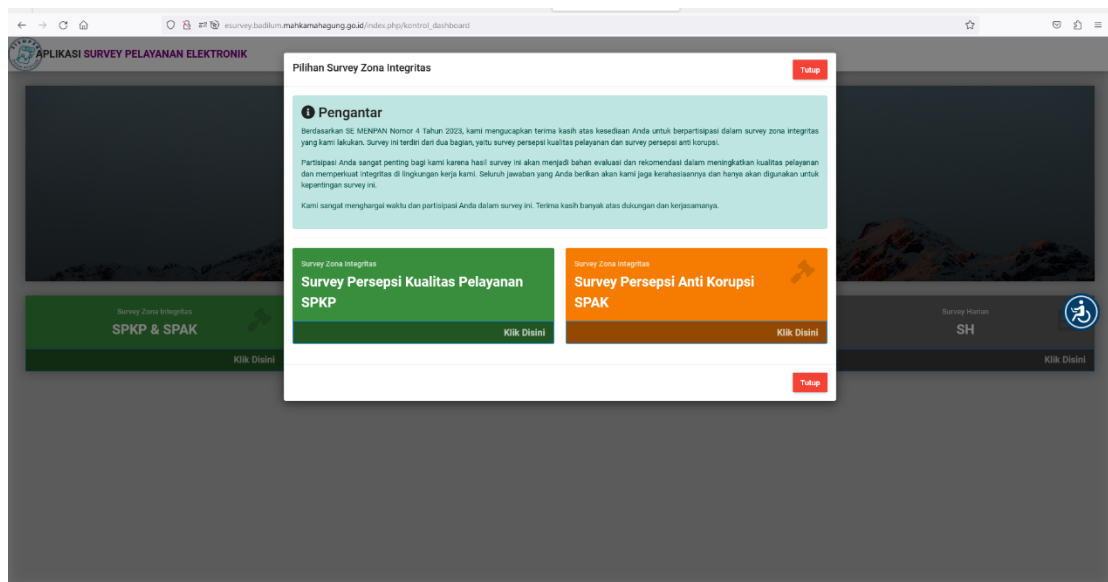 esurvey.badilum.mahkamahagung.go.id/index.php/kontrol_dashboard
APLIKASI SURVEY PELAYANAN ELEKTRONIK
Pilihan Survey Zona Integritas
Tutup
Pengantar
Berdasarkan SE MENPAN Nomor 4 Tahun 2023, kami mengucapkan terima kasih atas kesediaan Anda untuk berpartisipasi dalam survey zona integritas
yang kami lakukan. Survey ini terdiri dari dua bagian, yaitu survey persepsi kualitas pelayanan dan survey persepsi anti korupsi.
Partisipasi Anda sangat penting bagi kami karena hasil survey ini akan menjadi bahan evaluasi dan rekomendasi dalam meningkatkan kualitas pelayanan
dan memperkuat integritas di lingkungan kerja kami. Seluruh jawaban yang Anda berikan akan kami jaga kerahasiaannya dan hanya akan digunakan untuk
kepentingan survey ini.
Kami sangat menghargai waktu dan partisipasi Anda dalam survey ini. Terima kasih banyak atas dukungan dan kerjasamanya.
Survey Zona Integritas
Survey Persepsi Kualitas Pelayanan
SPKP
Klik Disini
Survey Zona Integritas
Survey Persepsi Anti Korupsi
SPAK
Klik Disini
Tutup
Survey Zona Integritas
SPKP & SPAK
Klik Disini
Survey Harian
SH
Klik Disini